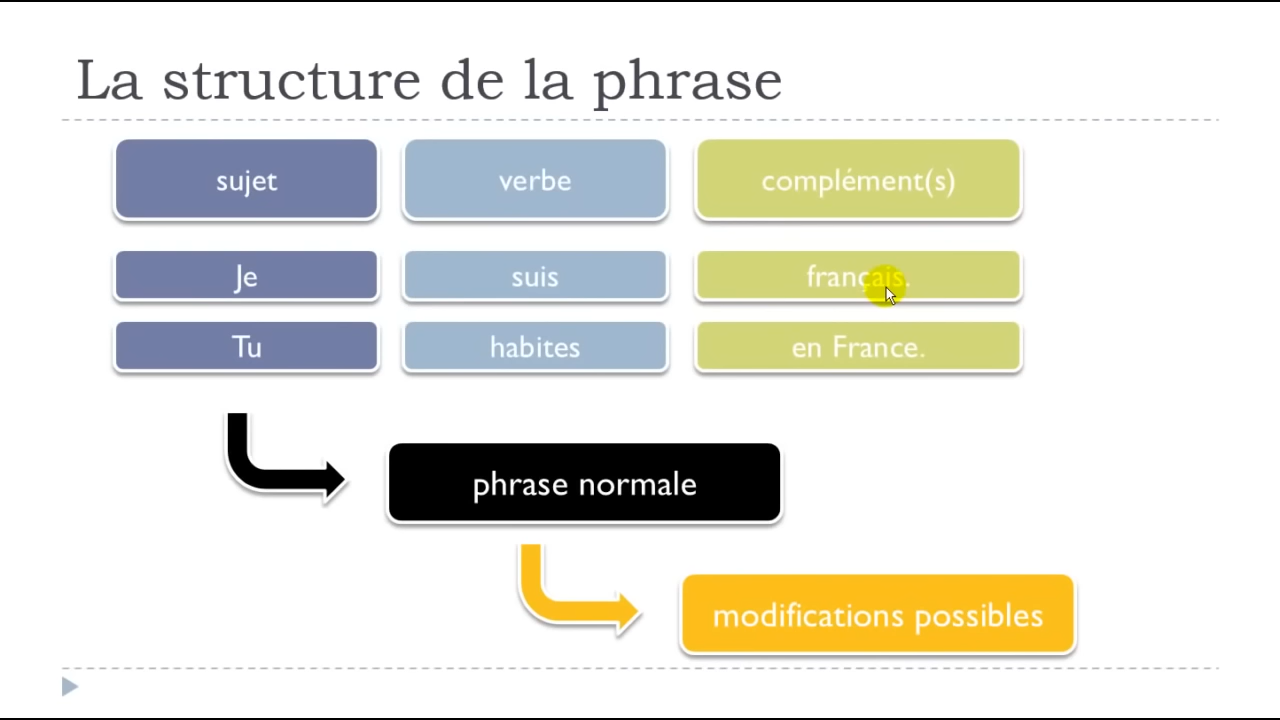 La structure de la phrase
sujet verbe complément(s)
Je suis français.
Tu habites en France.
phrase normale
modifications possibles